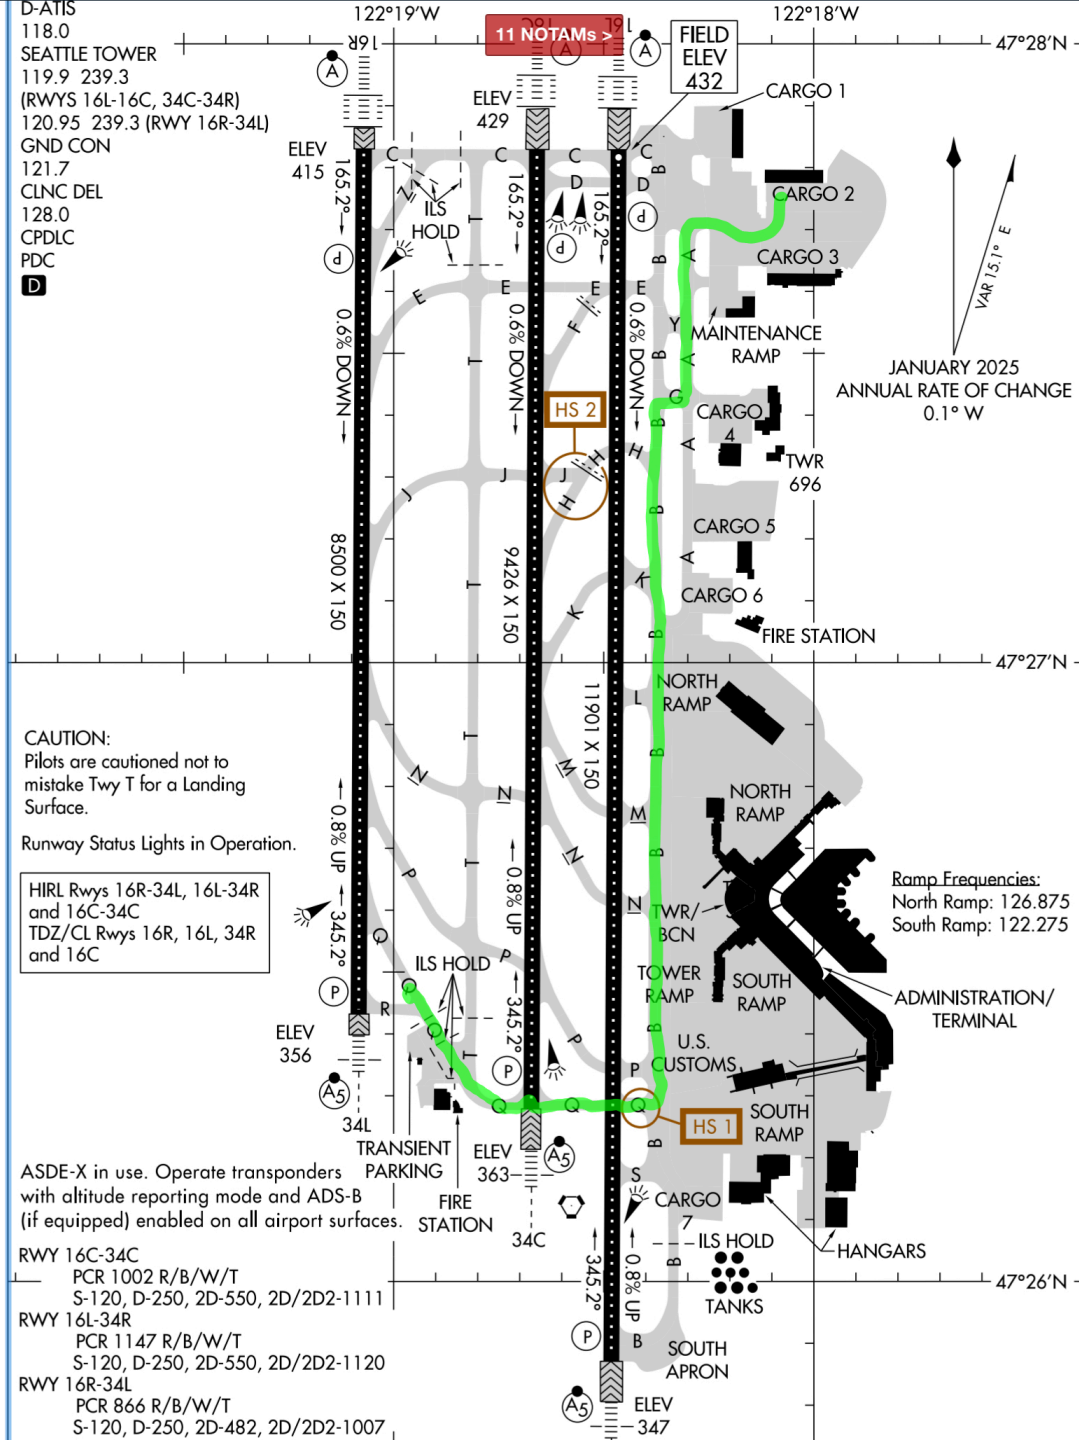 D-ATIS
118.0
SEATTLE TOWER
119.9 239.3
(RWYS 16L-16C, 34C-34R)
120.95 239.3 (RWY 16R-34L)
GND CON
121.7
CLNC DEL
128.0
CPDLC
PDC
D
122°19'W
122°18'W
16R
16C
16L
11 NOTAMs >
A
A
A
FIELD
ELEV
432
47°28'N
CARGO 1
ELEV
429
ELEV
415
C
C
C
C
B
D
D
165.2°
165.2°
165.2°
CARGO 2
Z
ILS
HOLD
T
P
P
P
B
A
CARGO 3
VAR 15.1° E
E
E
E
E
F
0.6% DOWN
0.6% DOWN
0.6% DOWN
Y
MAINTENANCE
RAMP
T
B
A
JANUARY 2025
ANNUAL RATE OF CHANGE
0.1° W
G
HS 2
CARGO
4
B
A
H
H
H
TWR
696
J
J
J
B
CARGO 5
8500 X 150
9426 X 150
A
T
K
K
CARGO 6
B
FIRE STATION
47°27'N
11901 X 150
L
NORTH
RAMP
CAUTION:
Pilots are cautioned not to
mistake Twy T for a Landing
Surface.
T
B
N
N
M
M
NORTH
RAMP
Runway Status Lights in Operation.
0.8% UP
0.8% UP
N
B
T
P
HIRL Rwys 16R-34L, 16L-34R
and 16C-34C
TDZ/CL Rwys 16R, 16L, 34R
and 16C
Ramp Frequencies:
North Ramp: 126.875
South Ramp: 122.275
N
TWR/
BCN
345.2°
Q
P
ILS HOLD
TOWER
RAMP
SOUTH
RAMP
ADMINISTRATION/
TERMINAL
P
Q
R
345.2°
Q
B
ELEV
356
T
P
P
P
U.S.
CUSTOMS
A5
34L
Q
Q
Q
HS 1
SOUTH
RAMP
TRANSIENT
PARKING
ELEV
363
A5
B
ASDE-X in use. Operate transponders
with altitude reporting mode and ADS-B
(if equipped) enabled on all airport surfaces.
FIRE
STATION
S
CARGO
7
34C
ILS HOLD
HANGARS
345.2°
0.8% UP
B
TANKS
47°26'N
RWY 16C-34C
PCR 1002 R/B/W/T
S-120, D-250, 2D-550, 2D/2D2-1111
RWY 16L-34R
PCR 1147 R/B/W/T
S-120, D-250, 2D-550, 2D/2D2-1120
RWY 16R-34L
PCR 866 R/B/W/T
S-120, D-250, 2D-482, 2D/2D2-1007
P
B
SOUTH
APRON
A5
ELEV
347